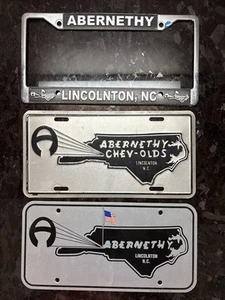 ABERNETHY
LINCOLNTON, NC
A
ABERNETHY
CHEV-OLDS
LINCOLNTON
N.C.
A
ABERNETHY
LINCOLNTON
N.C.